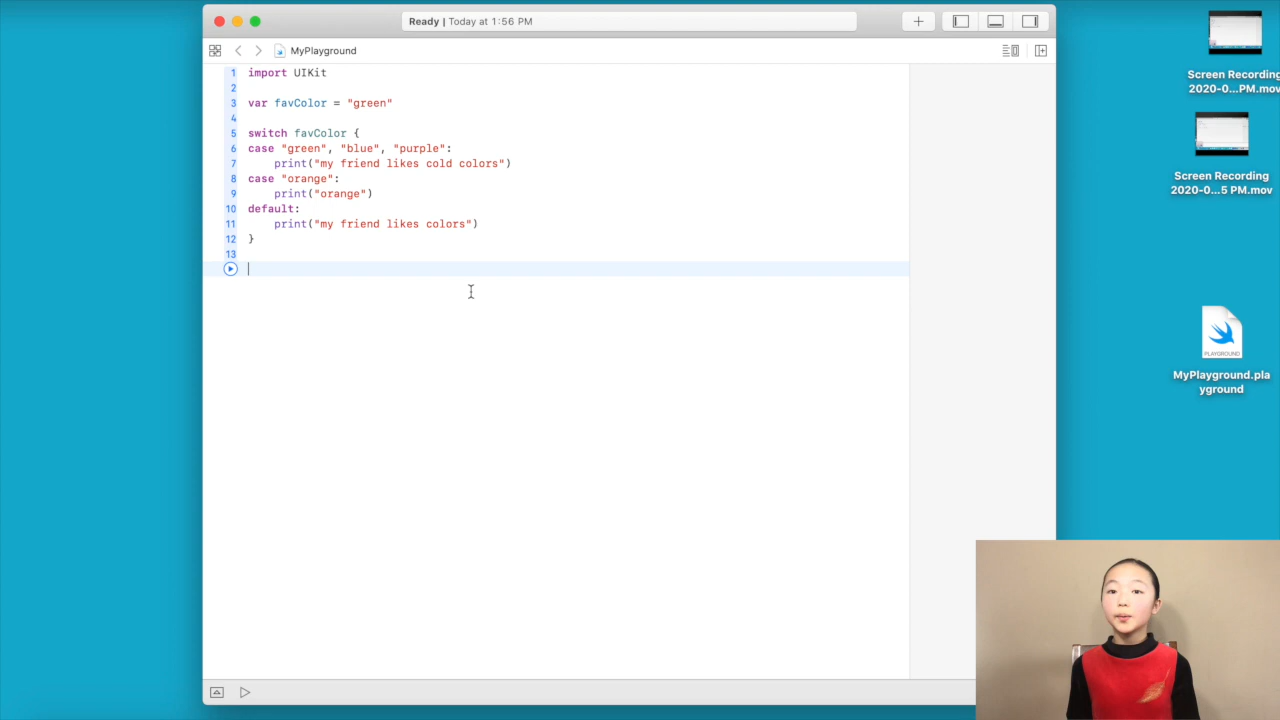 Ready | Today at 1:56 PM
MyPlayground
1 import UIKit
2
3 var favColor = "green"
4
5 switch favColor {
6 case "green", "blue", "purple":
7 print("my friend likes cold colors")
8 case "orange":
9 print("orange")
10 default:
11 print("my friend likes colors")
12 }
13
Screen Recording
2020-0...PM.mov
Screen Recording
2020-0...5 PM.mov
PLAYGROUND
MyPlayground.pla
yground